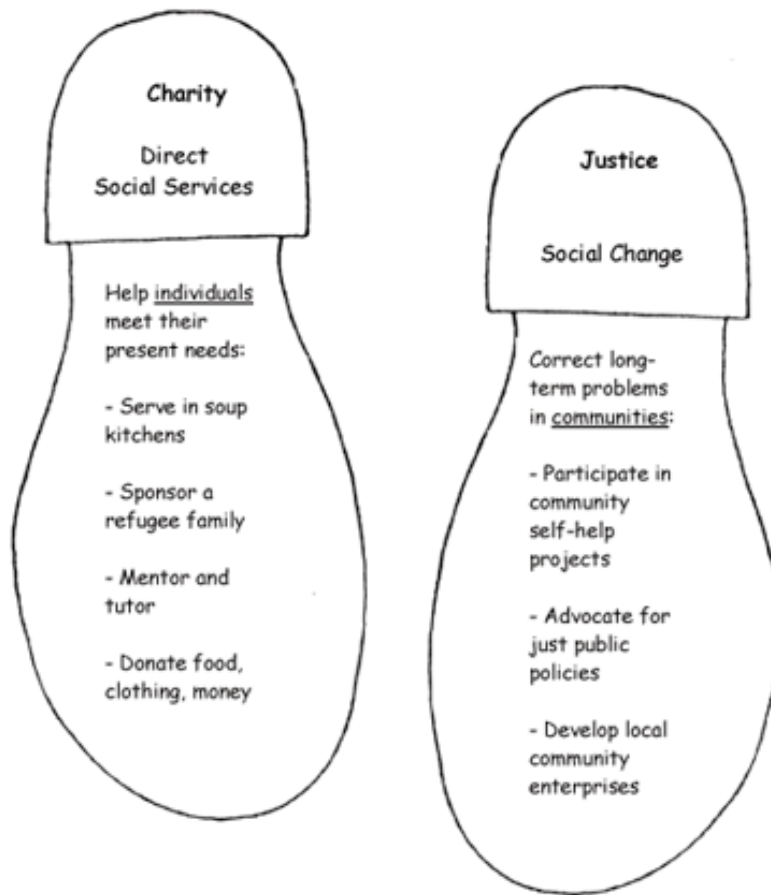 Charity
Direct
Social Services
Help individuals
meet their
present needs:
- Serve in soup
kitchens
- Sponsor a
refugee family
- Mentor and
tutor
- Donate food,
clothing, money
Justice
Social Change
Correct long-
term problems
in communities:
- Participate in
community
self-help
projects
- Advocate for
just public
policies
- Develop local
community
enterprises